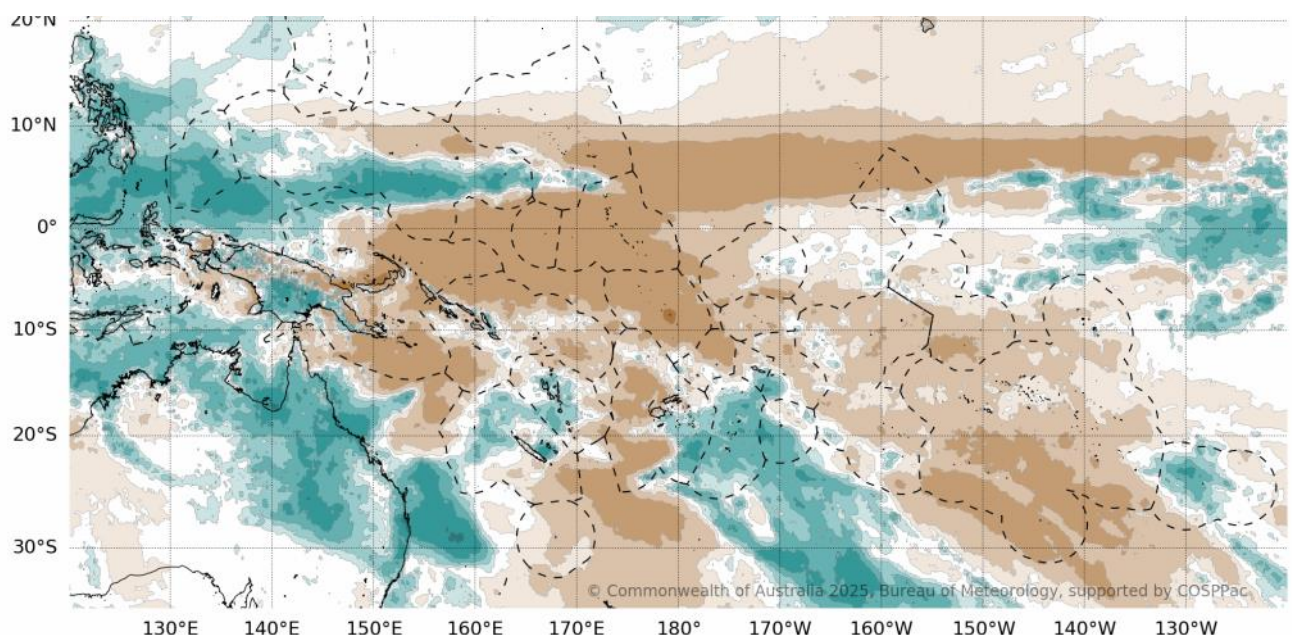 20°N
10°N
0°
10°S
20°S
30°S
© Commonwealth of Australia 2025, Bureau of Meteorology, supported by COSPPac
130°E 140°E 150°E 160°E 170°E 180° 170°W 160°W 150°W 140°W 130°W